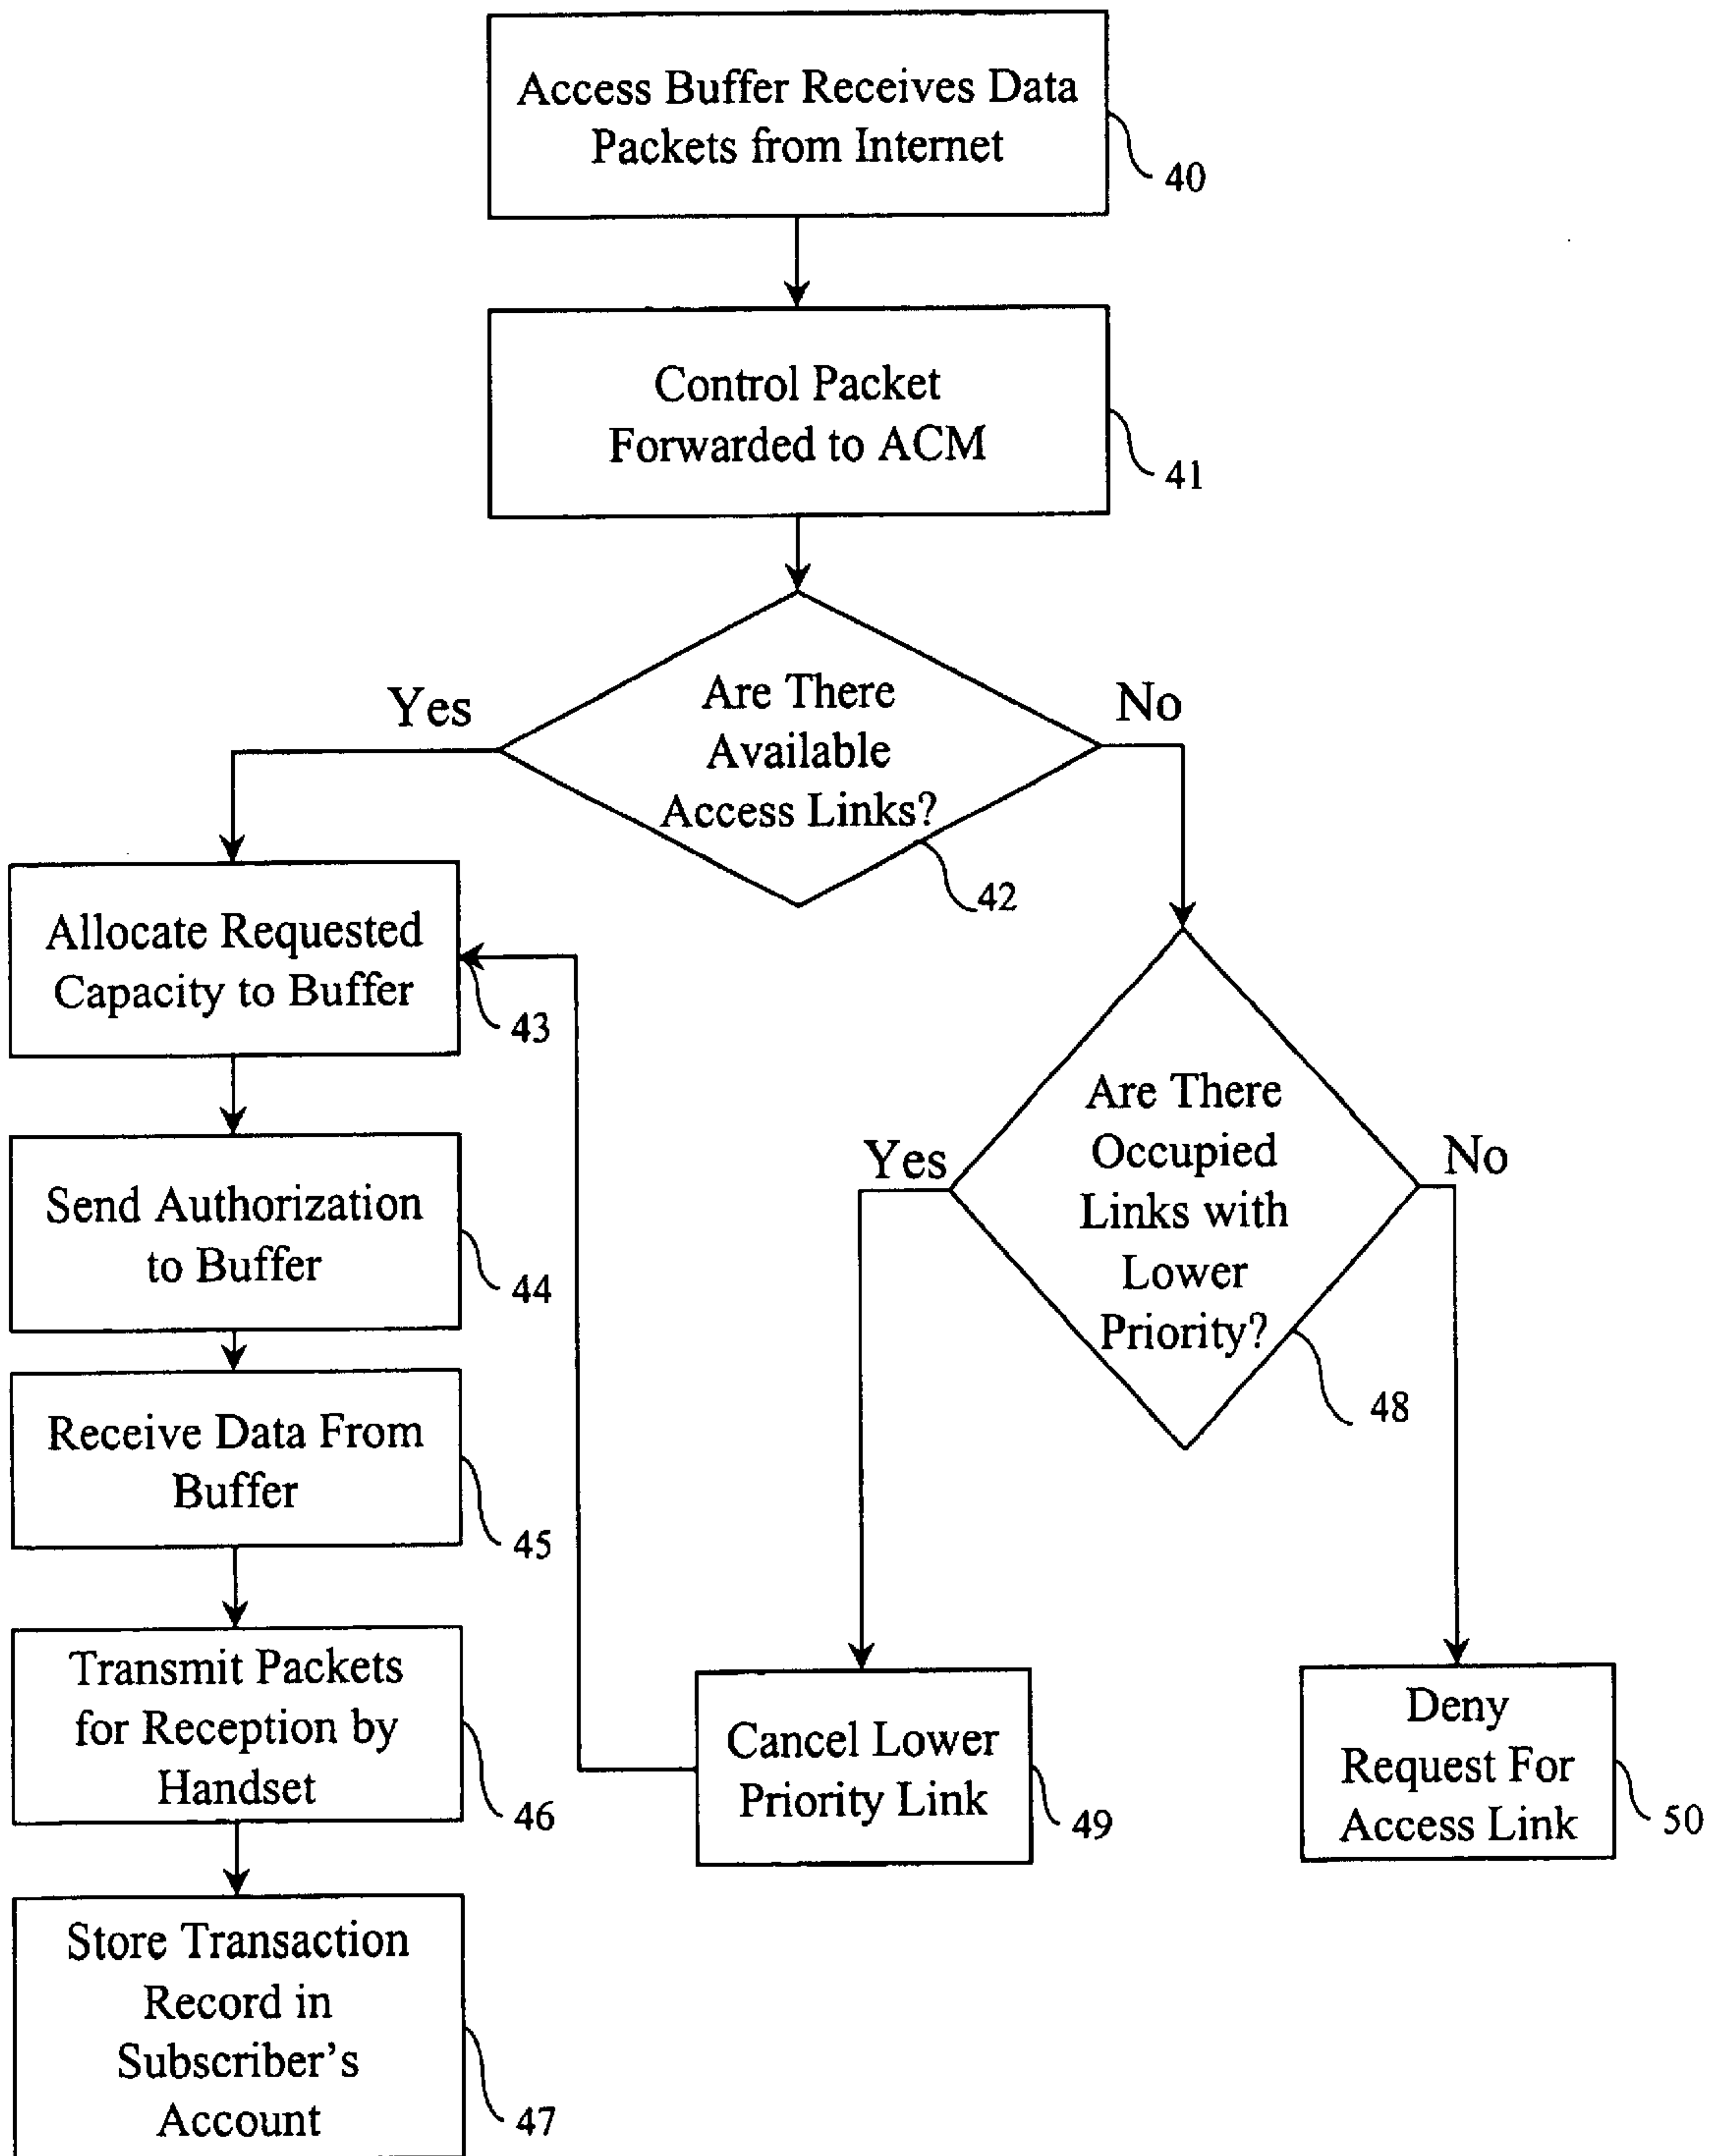 Access Buffer Receives Data
Packets from Internet
40
Control Packet
Forwarded to ACM
41
Are There
Available
Access Links?
42
Yes
No
Allocate Requested
Capacity to Buffer
43
Send Authorization
to Buffer
44
Receive Data From
Buffer
45
Transmit Packets
for Reception by
Handset
46
Store Transaction
Record in
Subscriber's
Account
47
Are There
Occupied
Links with
Lower
Priority?
48
Yes
No
Cancel Lower
Priority Link
49
Deny
Request For
Access Link
50